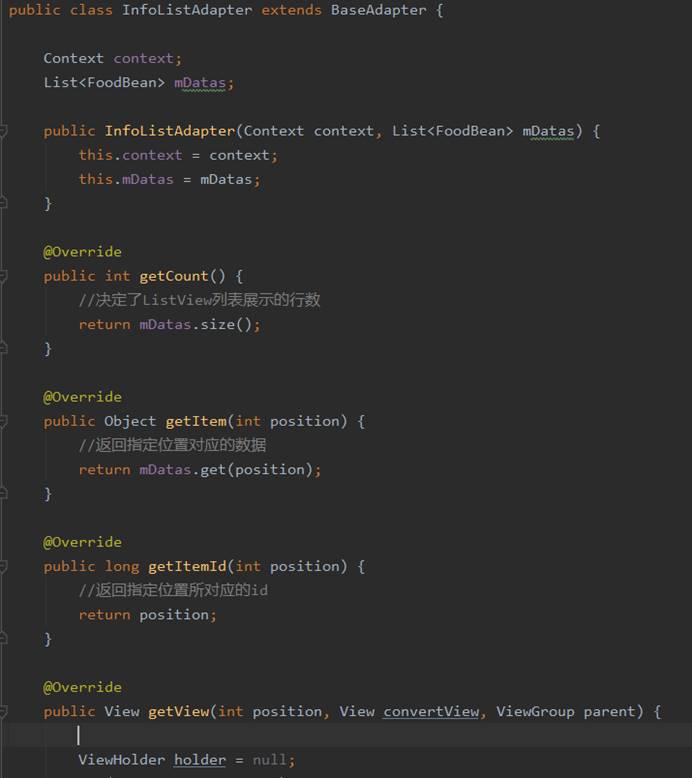 public class InfoListAdapter extends BaseAdapter {
Context context;
List<FoodBean> mDatas;
public InfoListAdapter(Context context, List<FoodBean> mDatas) {
this.context = context;
this.mDatas = mDatas;
}
@Override
public int getCount() {
//决定了ListView列表展示的行数
return mDatas.size();
}
@Override
public Object getItem(int position) {
//返回指定位置对应的数据
return mDatas.get(position);
}
@Override
public long getItemId(int position) {
//返回指定位置所对应的id
return position;
}
@Override
public View getView(int position, View convertView, ViewGroup parent) {
ViewHolder holder = null;